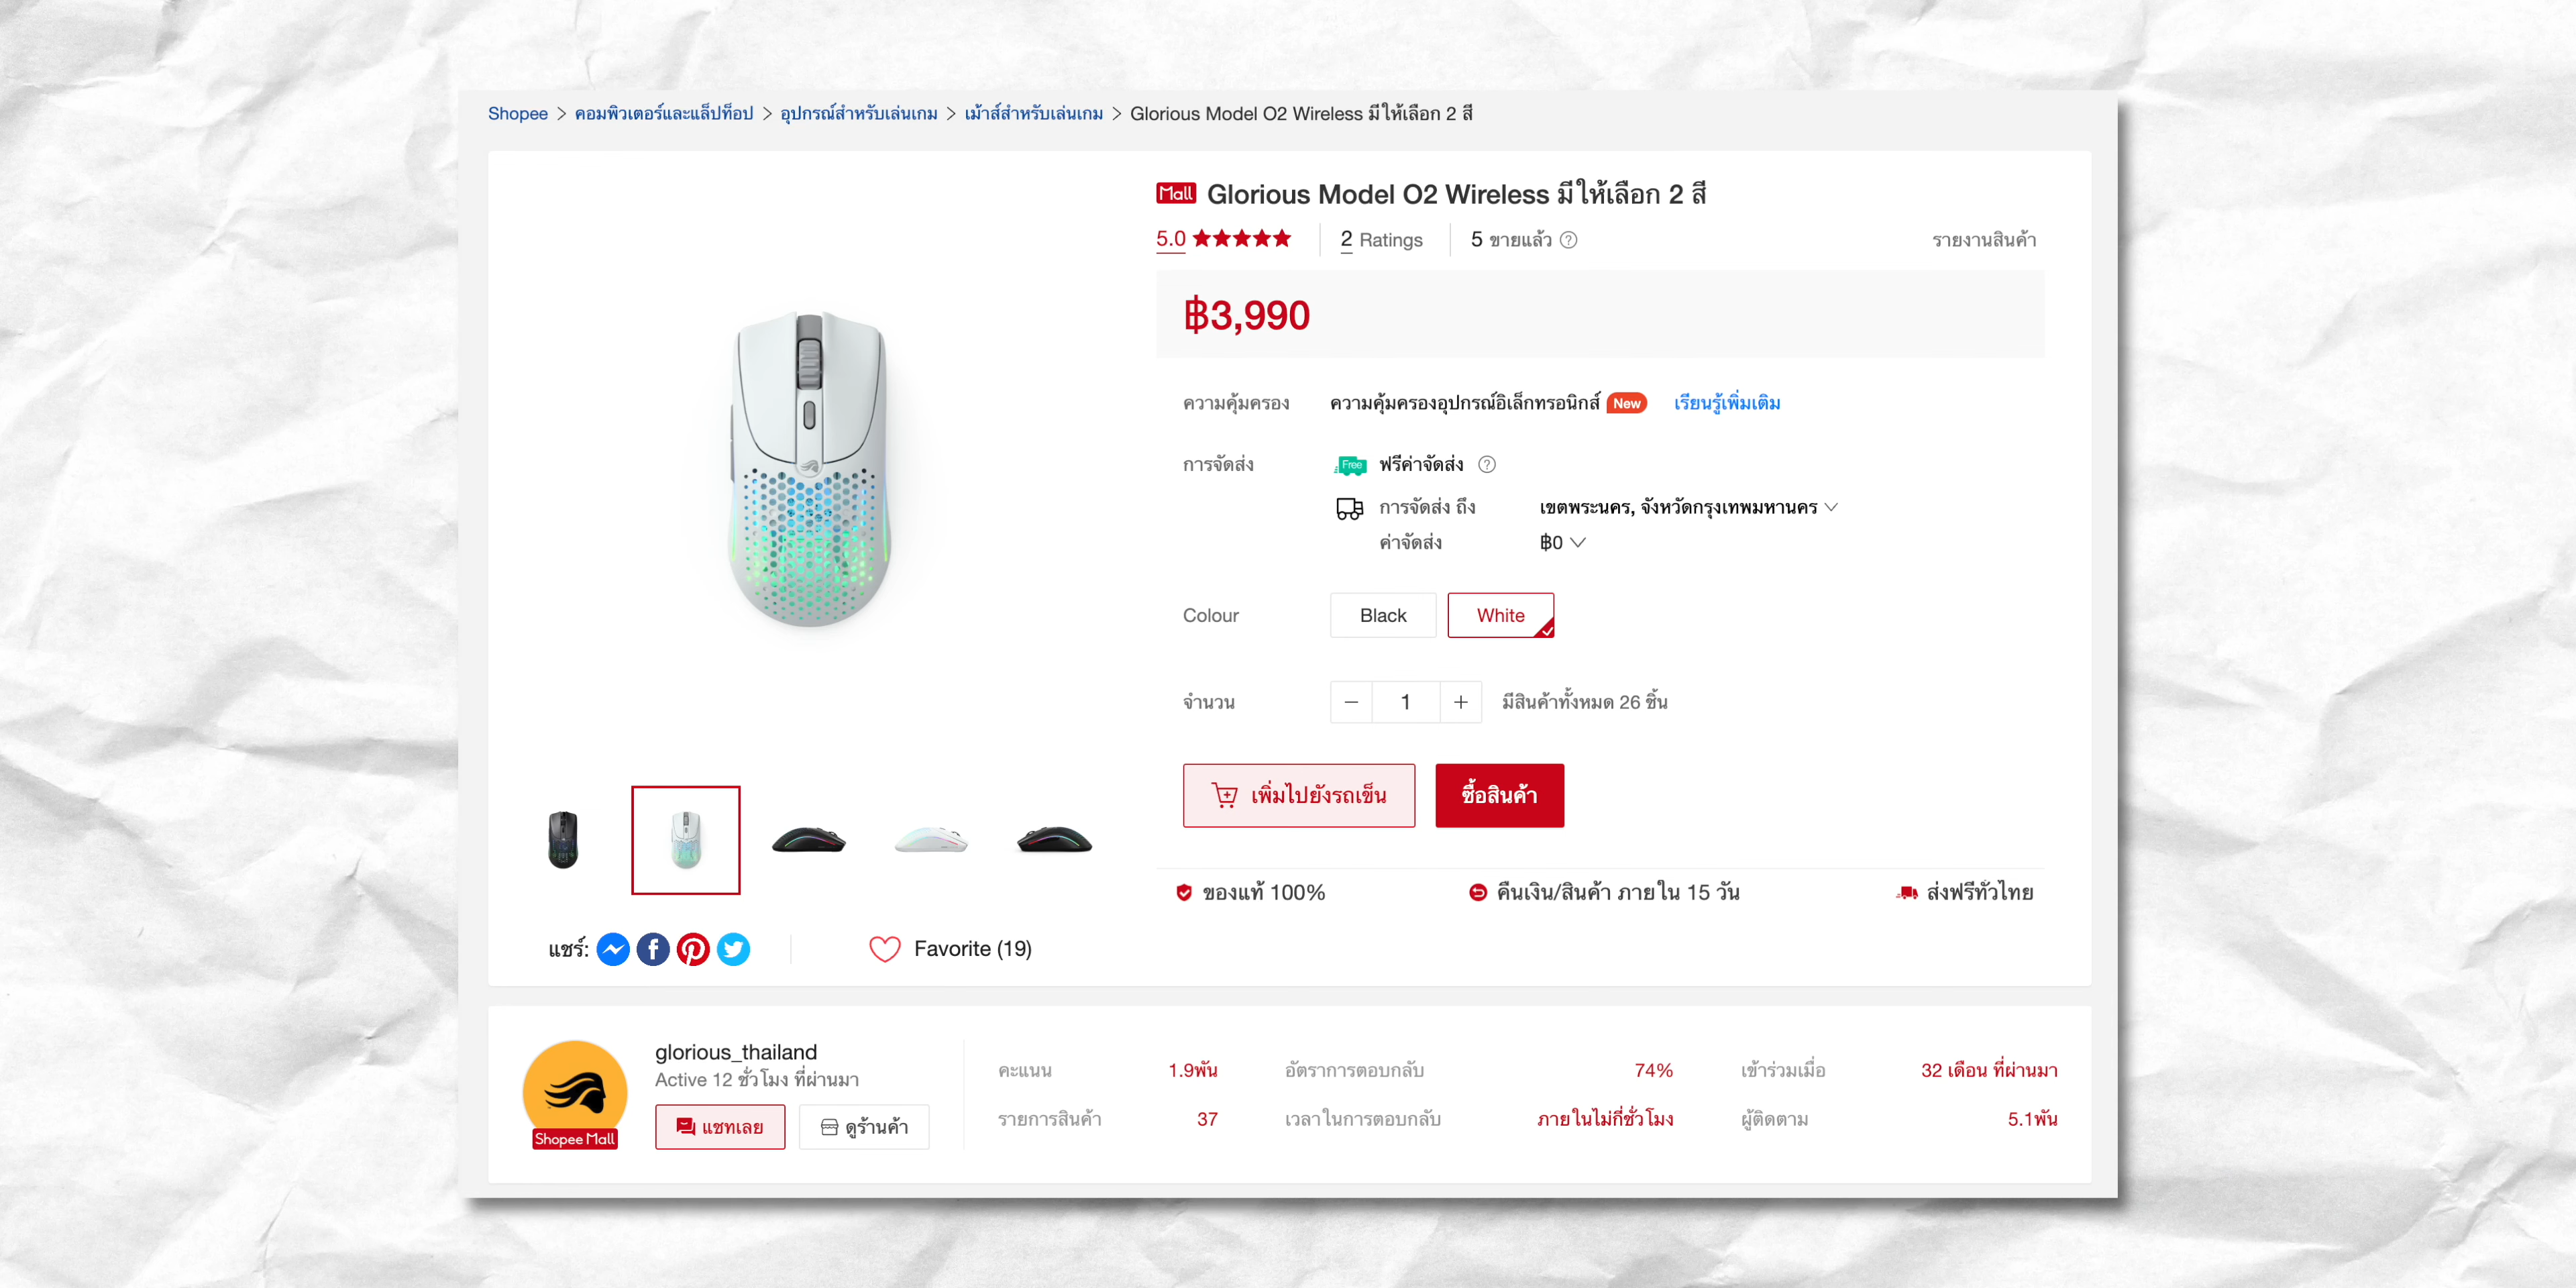 Shopee > คอมพิวเตอร์และแล็ปท็อป > อุปกรณ์สำหรับเล่นเกม > เม้าส์สำหรับเล่นเกม > Glorious Model O2 Wireless มีให้เลือก 2 สี
Mall Glorious Model O2 Wireless มีให้เลือก 2 สี
5.0 2 Ratings 5 ขายแล้ว ? รายงานสินค้า
฿3,990
ความคุ้มครอง ความคุ้มครองอุปกรณ์อิเล็กทรอนิกส์ New เรียนรู้เพิ่มเติม
การจัดส่ง Free ฟรีค่าจัดส่ง ?
การจัดส่ง ถึง เขตพระนคร, จังหวัดกรุงเทพมหานคร
ค่าจัดส่ง ฿0
Colour Black White
จำนวน − 1 + มีสินค้าทั้งหมด 26 ชิ้น
เพิ่มไปยังรถเข็น ซื้อสินค้า
ของแท้ 100% คืนเงิน/สินค้า ภายใน 15 วัน ส่งฟรีทั่วไทย
แชร์: Favorite (19)
glorious_thailand
Active 12 ชั่วโมง ที่ผ่านมา
Shopee Mall
แชทเลย ดูร้านค้า
คะแนน 1.9พัน อัตราการตอบกลับ 74% เข้าร่วมเมื่อ 32 เดือน ที่ผ่านมา
รายการสินค้า 37 เวลาในการตอบกลับ ภายในไม่กี่ชั่วโมง ผู้ติดตาม 5.1พัน